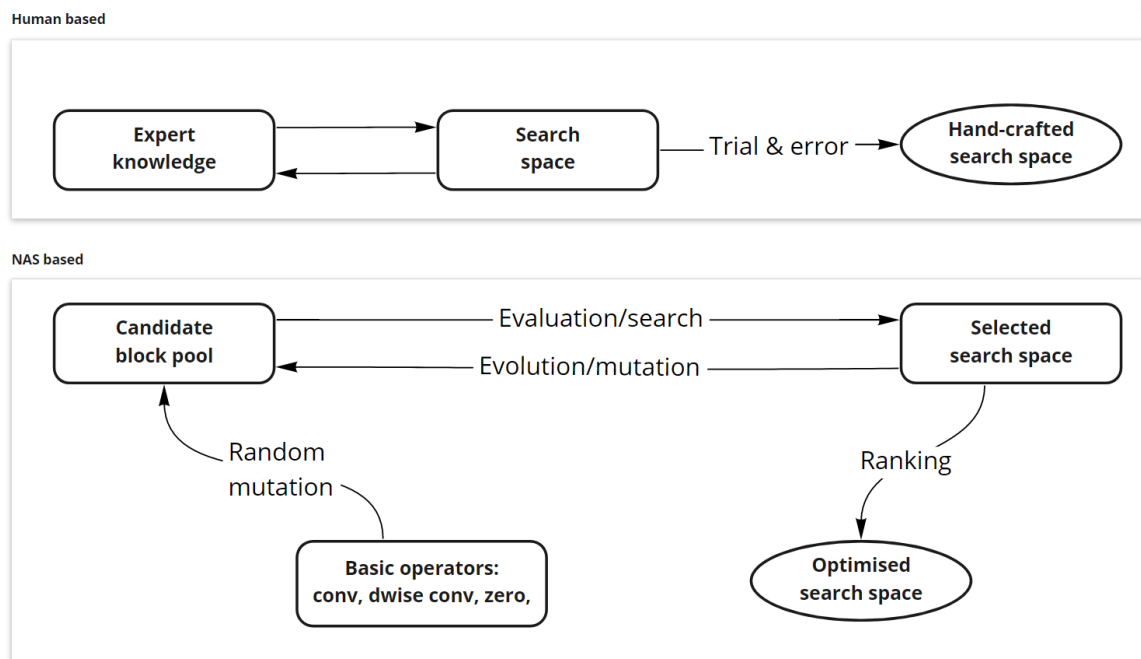 Human based
Expert
knowledge
Search
space
Trial & error
Hand-crafted
search space
NAS based
Candidate
block pool
Evaluation/search
Evolution/mutation
Selected
search space
Random
mutation
Ranking
Basic operators:
conv, dwise conv, zero,
Optimised
search space